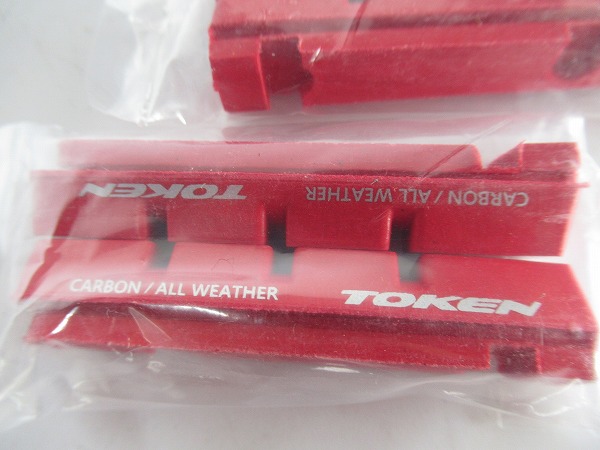 TOKEN CARBON / ALL WEATHER
CARBON / ALL WEATHER TOKEN